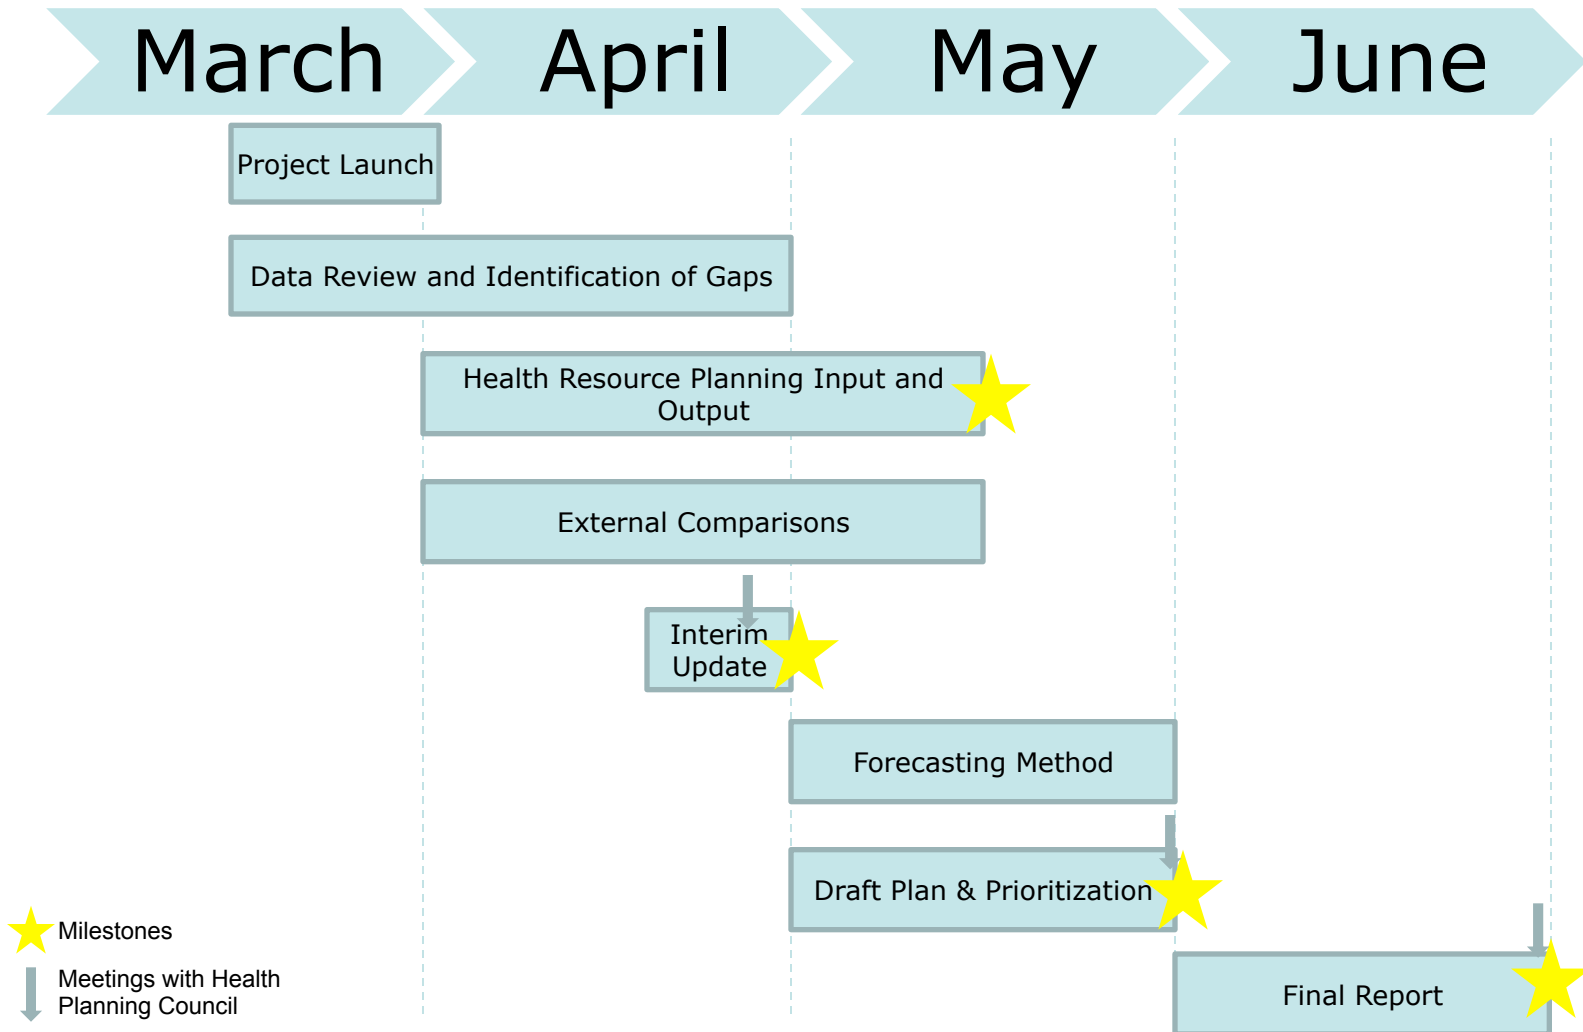 March
April
May
June
Project Launch
Data Review and Identification of Gaps
Health Resource Planning Input and
Output
External Comparisons
Interim
Update
Forecasting Method
Draft Plan & Prioritization
Final Report
Milestones
Meetings with Health
Planning Council